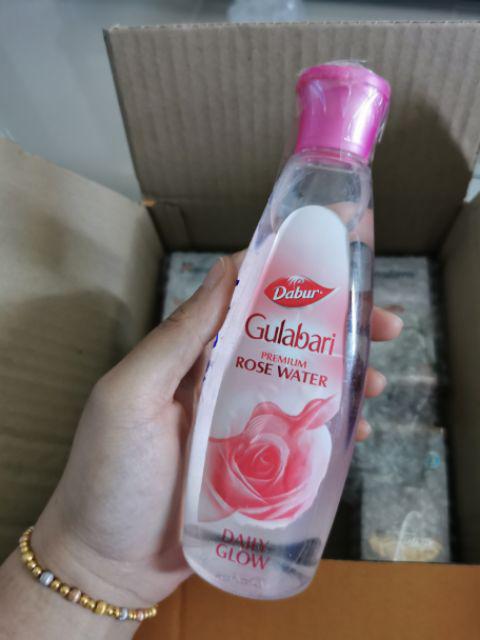 Dabur
Gulabari
PREMIUM
ROSE WATER
DAILY
GLOW